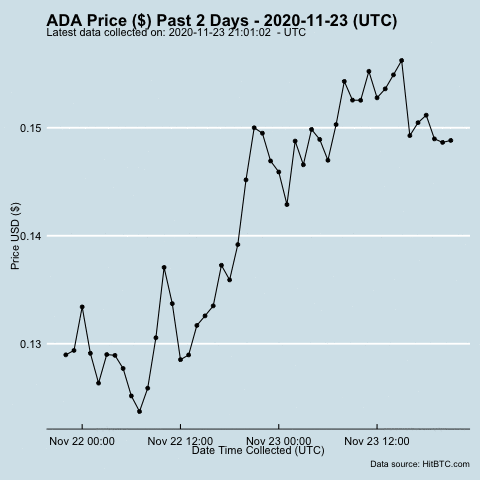 ADA Price ($) Past 2 Days - 2020-11-23 (UTC)
Latest data collected on: 2020-11-23 21:01:02  - UTC
0.15
0.14
0.13
Price USD ($)
Nov 22 00:00 Nov 22 12:00 Nov 23 00:00 Nov 23 12:00
Date Time Collected (UTC)
Data source: HitBTC.com